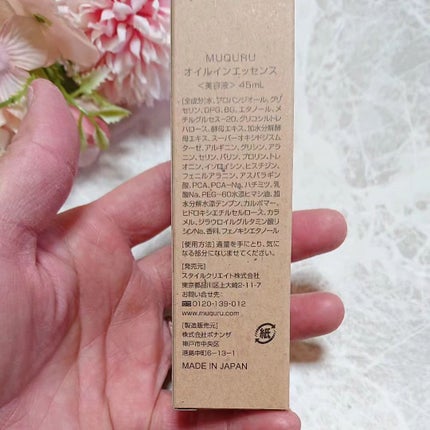 MUQURU
オイルインエッセンス
<美容液> 45mL
[全成分]水、プロパンジオール、グリ
セリン、DPG、BG、エタノール、メ
チルグルセス-20、グリコシルトレ
ハロース、酵母エキス、加水分解酵
母エキス、スーパーオキシドジスム
ターゼ、アルギニン、グリシン、アラ
ニン、セリン、バリン、プロリン、トレ
オニン、イソロイシン、ヒスチジン、
フェニルアラニン、アスパラギン
酸、PCA、PCA-Na、ハチミツ、乳
酸Na、PEG-60水添ヒマシ油、加
水分解水添デンプン、カルボマー、
ヒドロキシエチルセルロース、カラ
メル、ジラウロイルグルタミン酸リ
シンNa、香料、フェノキシエタノール
[使用方法]適量を手にとり、気に
なる部分になじませてください。
[発売元]
スタイルクリエイト株式会社
東京都品川区上大崎2-11-7
お問い合せ先:
0120-139-012
www.muquru.com
[製造販売元]
株式会社ボナンザ
神戸市中央区
港島中町6-13-1
MADE IN JAPAN
紙